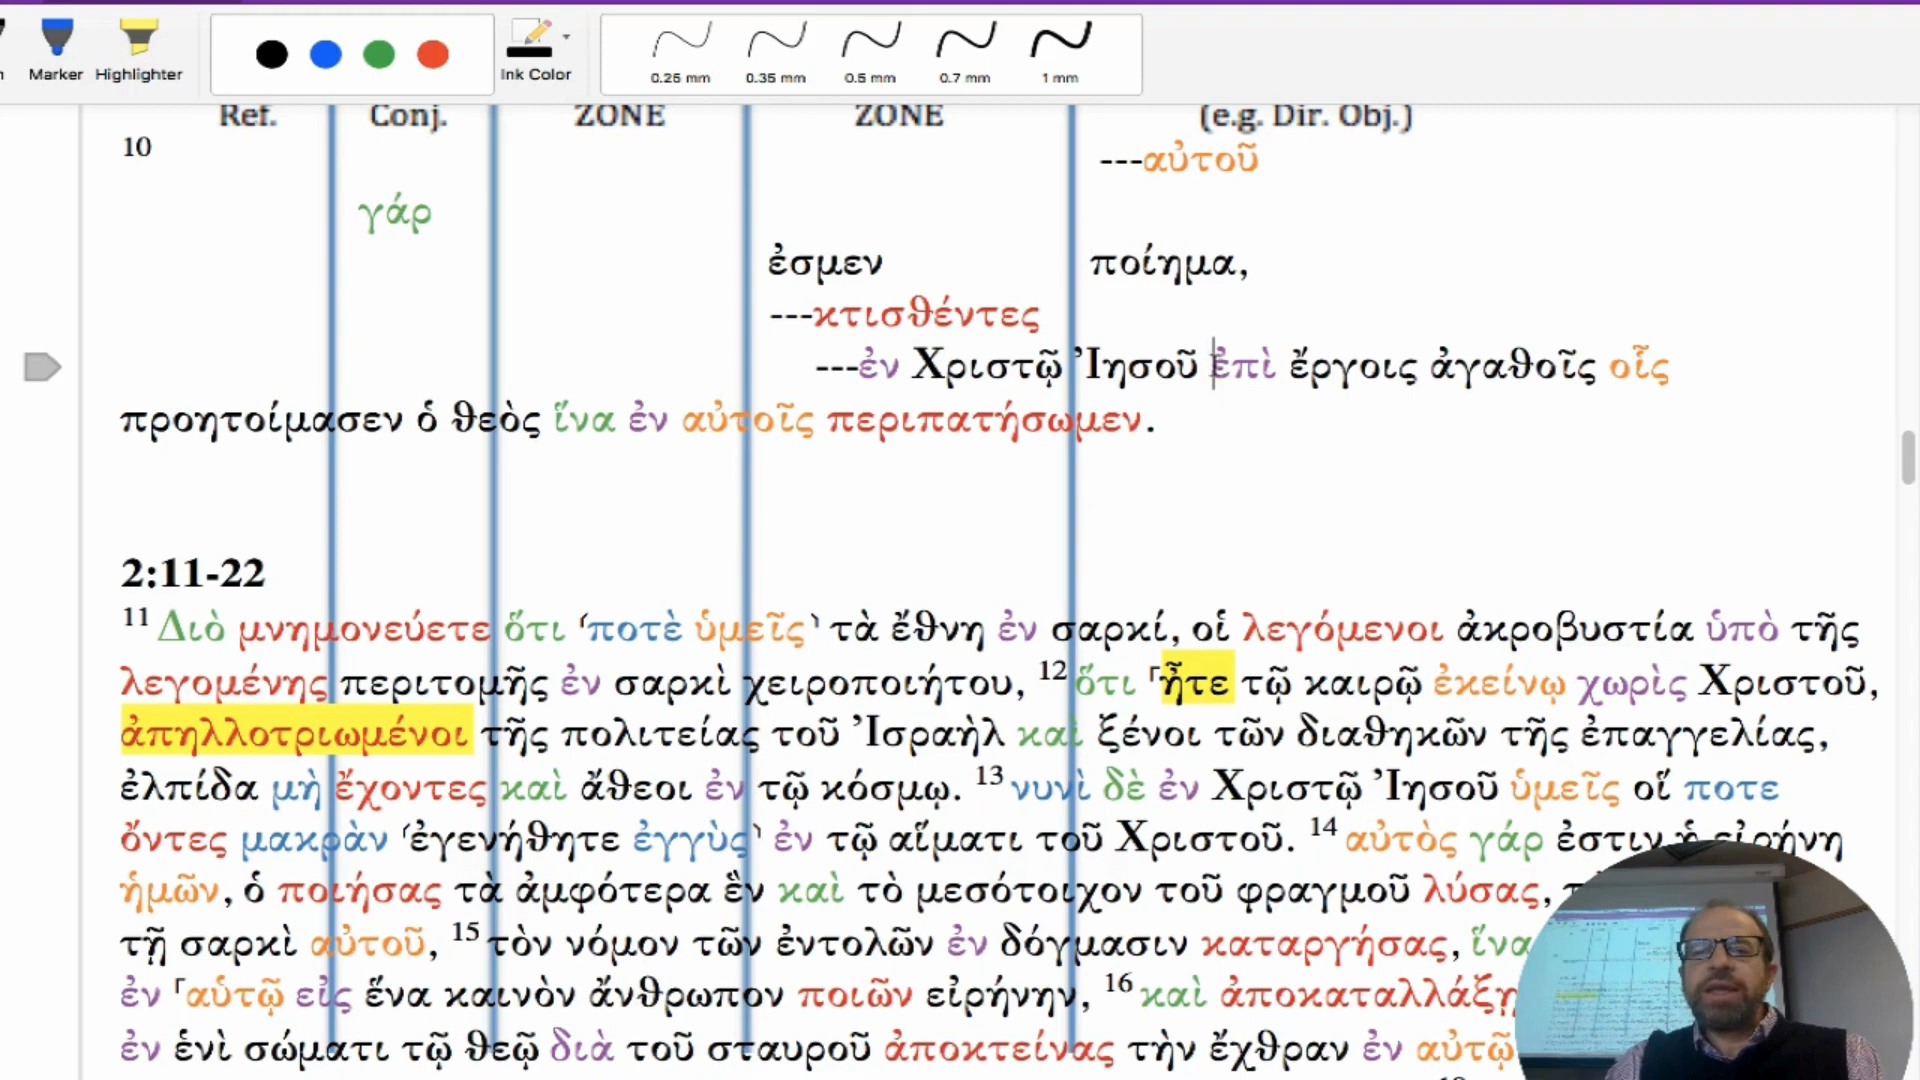 Marker Highlighter Ink Color 0.25 mm 0.35 mm 0.5 mm 0.7 mm 1 mm
Ref. Conj. ZONE ZONE (e.g. Dir. Obj.)
10 ---αὐτοῦ
γάρ
ἐσμεν ποίημα,
---κτισθέντες
---ἐν Χριστῷ Ἰησοῦ ἐπὶ ἔργοις ἀγαθοῖς οἷς
προητοίμασεν ὁ θεὸς ἵνα ἐν αὐτοῖς περιπατήσωμεν.
2:11-22
11 Διὸ μνημονεύετε ὅτι ⸂ποτὲ ὑμεῖς⸃ τὰ ἔθνη ἐν σαρκί, οἱ λεγόμενοι ἀκροβυστία ὑπὸ τῆς
λεγομένης περιτομῆς ἐν σαρκὶ χειροποιήτου, 12 ὅτι ⸀ἦτε τῷ καιρῷ ἐκείνῳ χωρὶς Χριστοῦ,
ἀπηλλοτριωμένοι τῆς πολιτείας τοῦ Ἰσραὴλ καὶ ξένοι τῶν διαθηκῶν τῆς ἐπαγγελίας,
ἐλπίδα μὴ ἔχοντες καὶ ἄθεοι ἐν τῷ κόσμῳ. 13 νυνὶ δὲ ἐν Χριστῷ Ἰησοῦ ὑμεῖς οἵ ποτε
ὄντες μακρὰν ⸂ἐγενήθητε ἐγγὺς⸃ ἐν τῷ αἵματι τοῦ Χριστοῦ. 14 αὐτὸς γάρ ἐστιν ἡ εἰρήνη
ἡμῶν, ὁ ποιήσας τὰ ἀμφότερα ἓν καὶ τὸ μεσότοιχον τοῦ φραγμοῦ λύσας,
τῇ σαρκὶ αὐτοῦ, 15 τὸν νόμον τῶν ἐντολῶν ἐν δόγμασιν καταργήσας, ἵνα
ἐν ⸀αὑτῷ εἰς ἕνα καινὸν ἄνθρωπον ποιῶν εἰρήνην, 16 καὶ ἀποκαταλλάξῃ
ἐν ἑνὶ σώματι τῷ θεῷ διὰ τοῦ σταυροῦ ἀποκτείνας τὴν ἔχθραν ἐν αὐτῷ